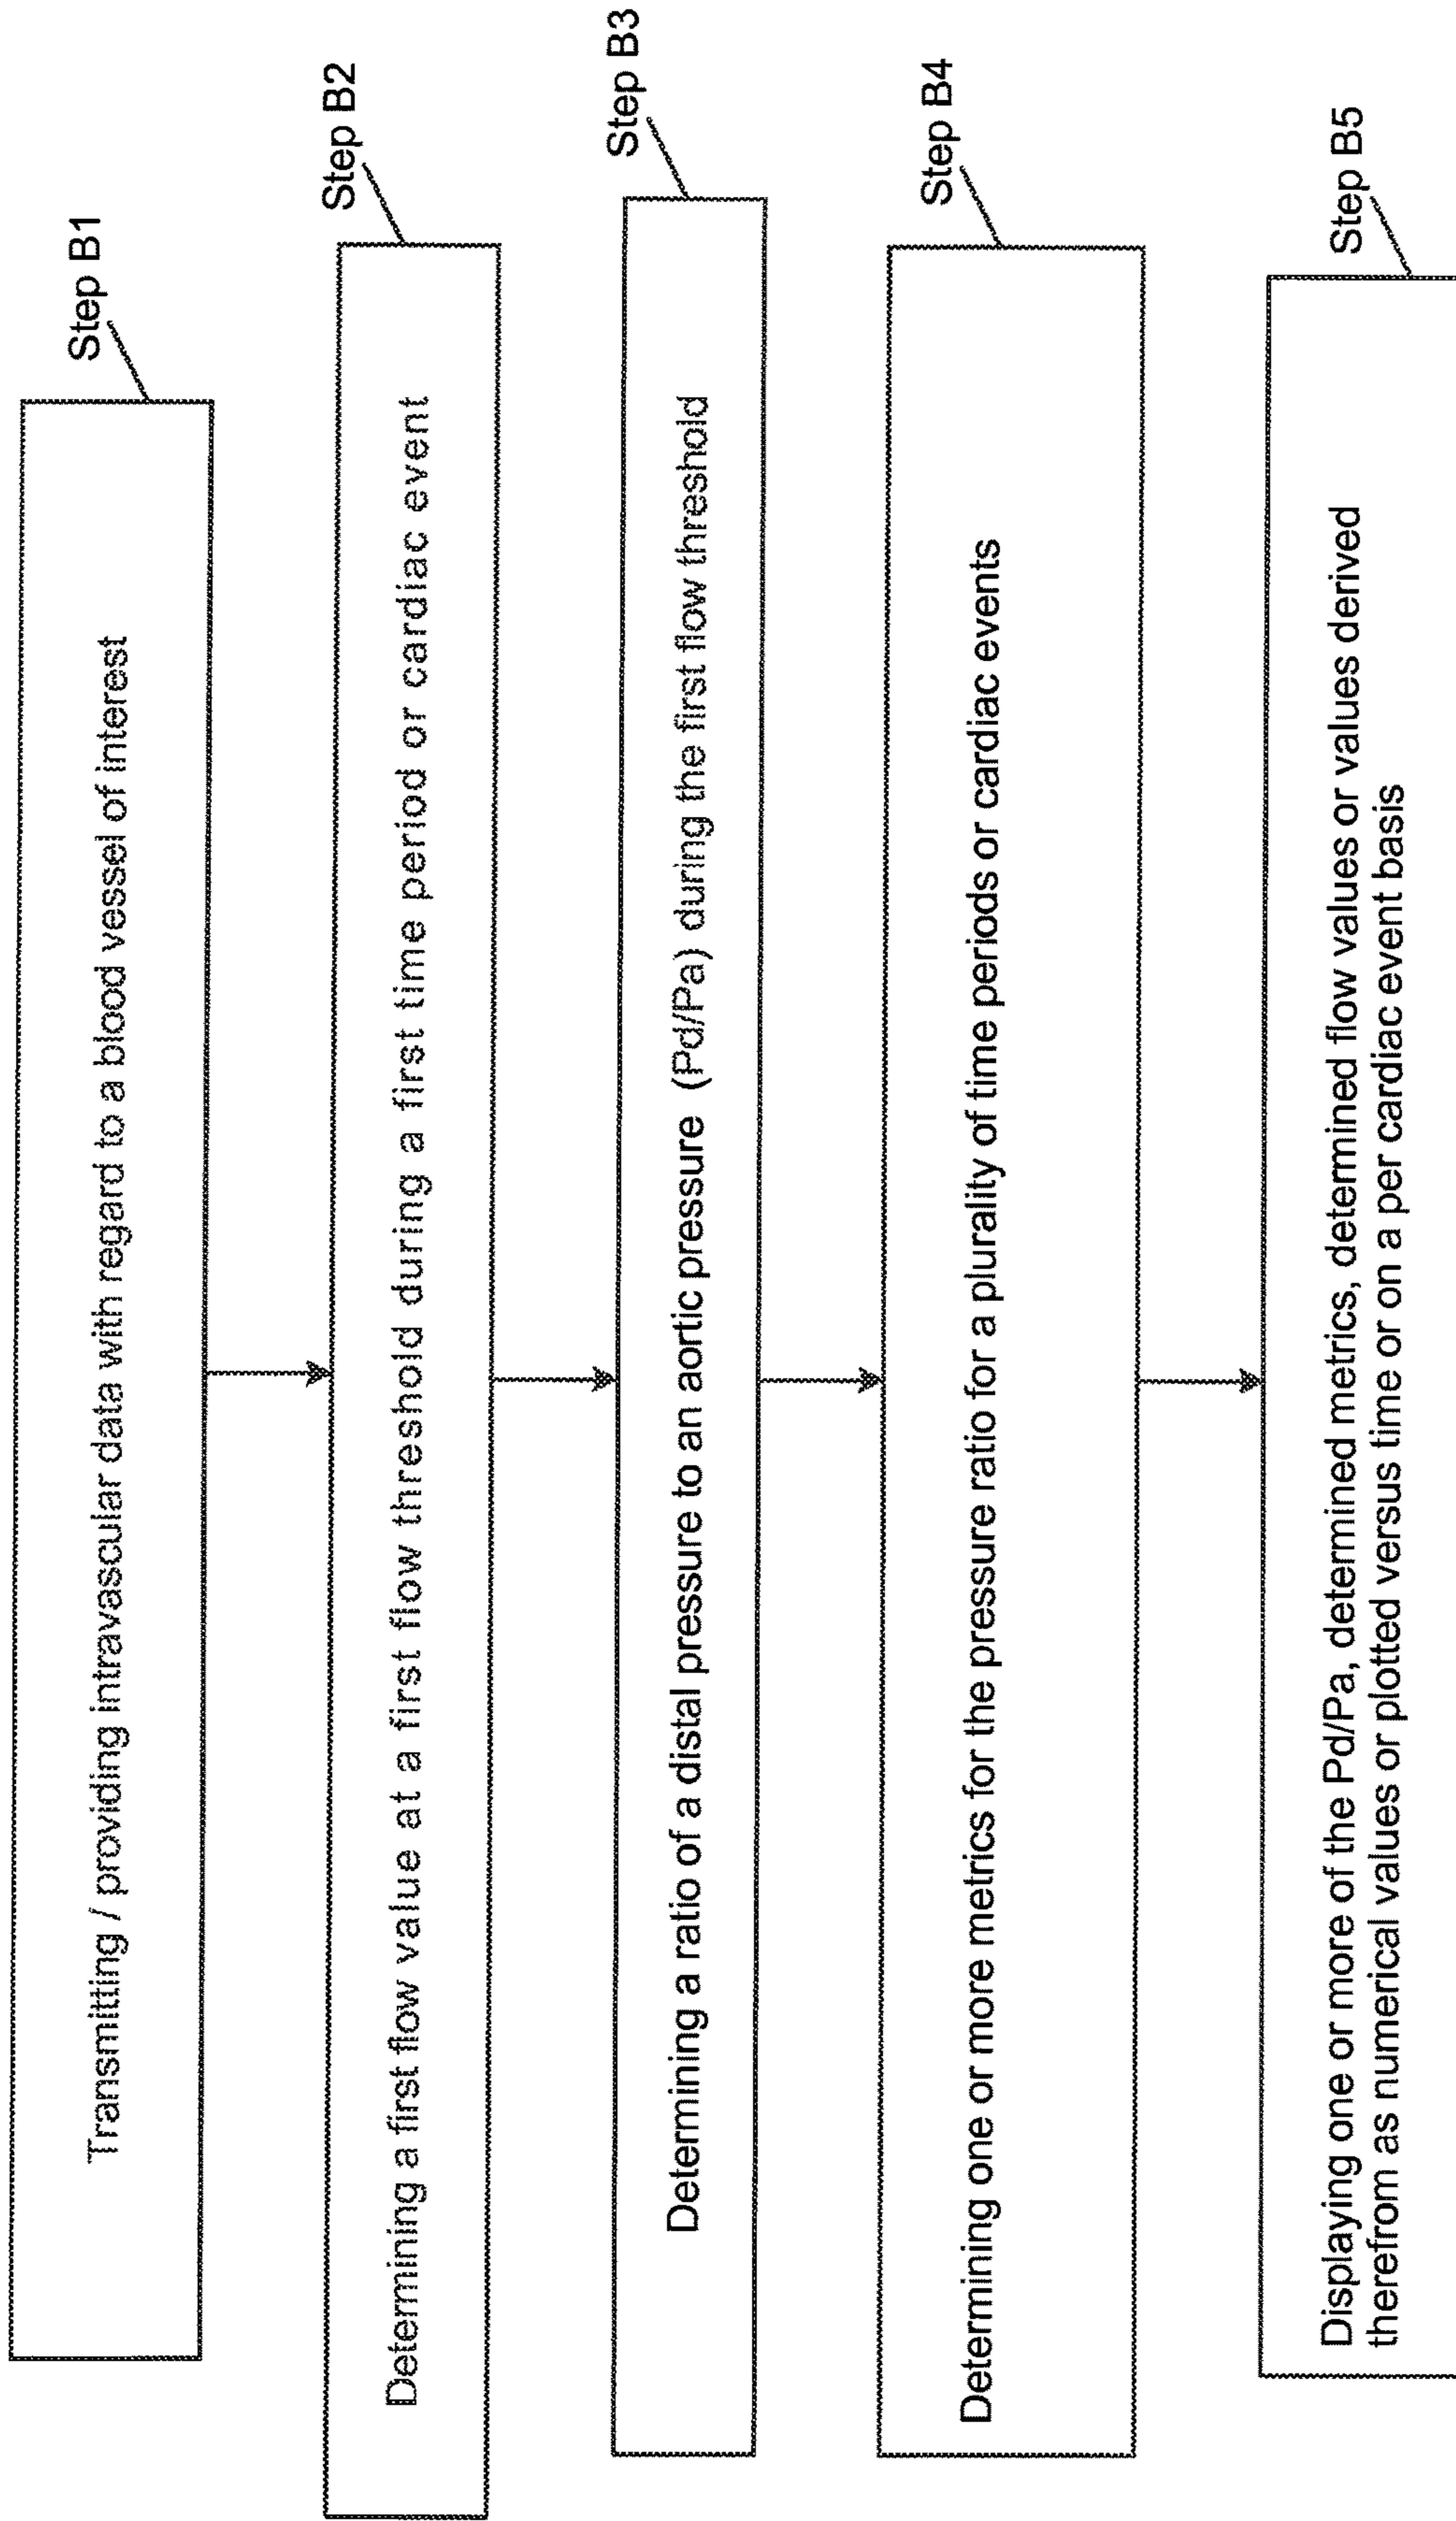 Step B1
Transmitting / providing intravascular data with regard to a blood vessel of interest
Step B2
Determining a first flow value at a first flow threshold during a first time period or cardiac event
Step B3
Determining a ratio of a distal pressure to an aortic pressure (Pd/Pa) during the first flow threshold
Step B4
Determining one or more metrics for the pressure ratio for a plurality of time periods or cardiac events
Step B5
Displaying one or more of the Pd/Pa, determined metrics, determined flow values or values derived
therefrom as numerical values or plotted versus time or on a per cardiac event basis